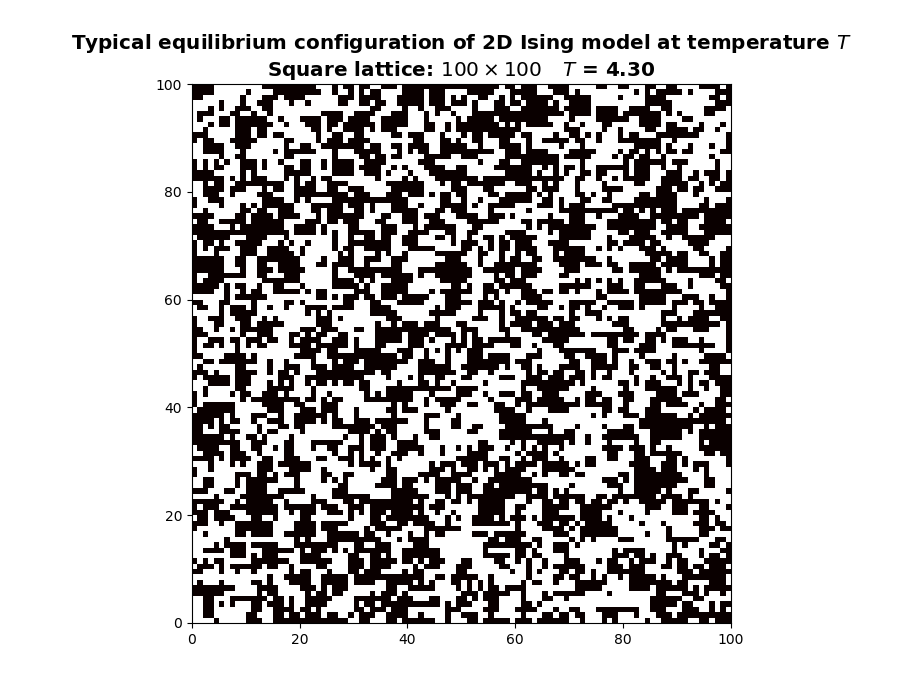 Typical equilibrium configuration of 2D Ising model at temperature T
Square lattice: 100 × 100 T = 4.30
100
80
60
40
20
0
0 20 40 60 80 100